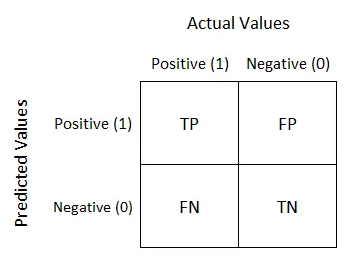 Actual Values
Positive (1) Negative (0)
Predicted Values
Positive (1) TP FP
Negative (0) FN TN